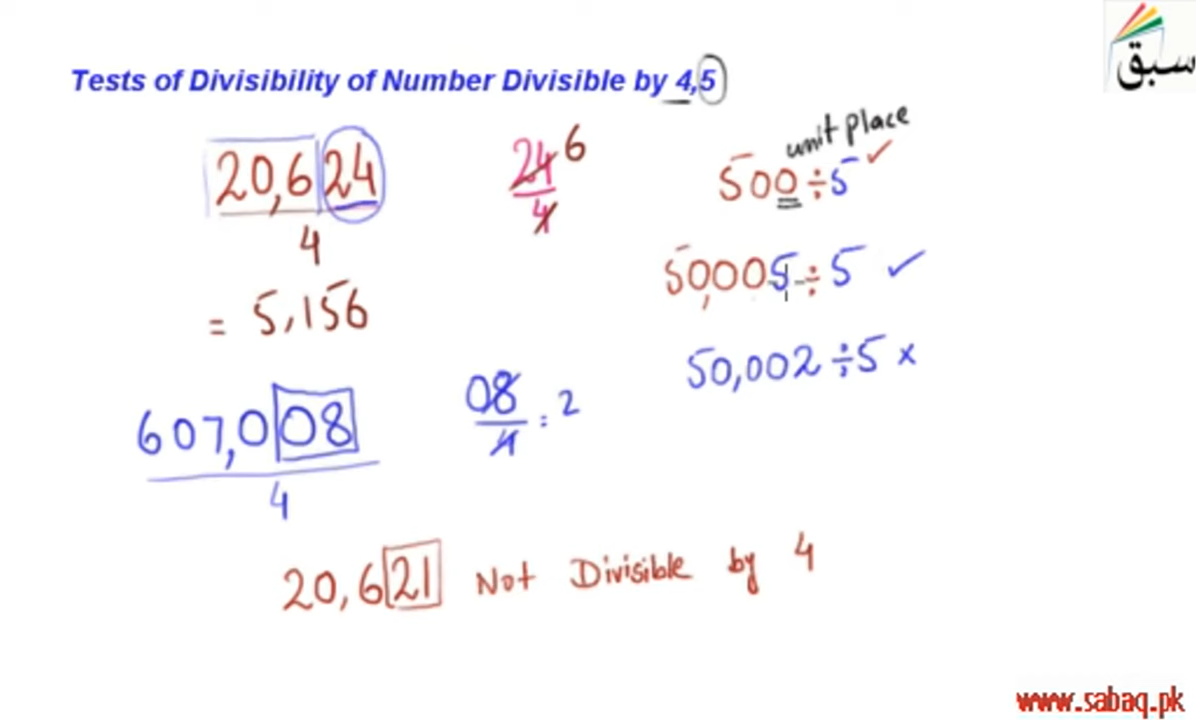 سبق
Tests of Divisibility of Number Divisible by 4,5
20,624
4
= 5,156
24 6
4
unit place
500 ÷ 5 ✓
50,005 ÷ 5 ✓
50,002 ÷ 5 ×
607,008
4
08
4 = 2
20,621 Not Divisible by 4
www.sabaq.pk